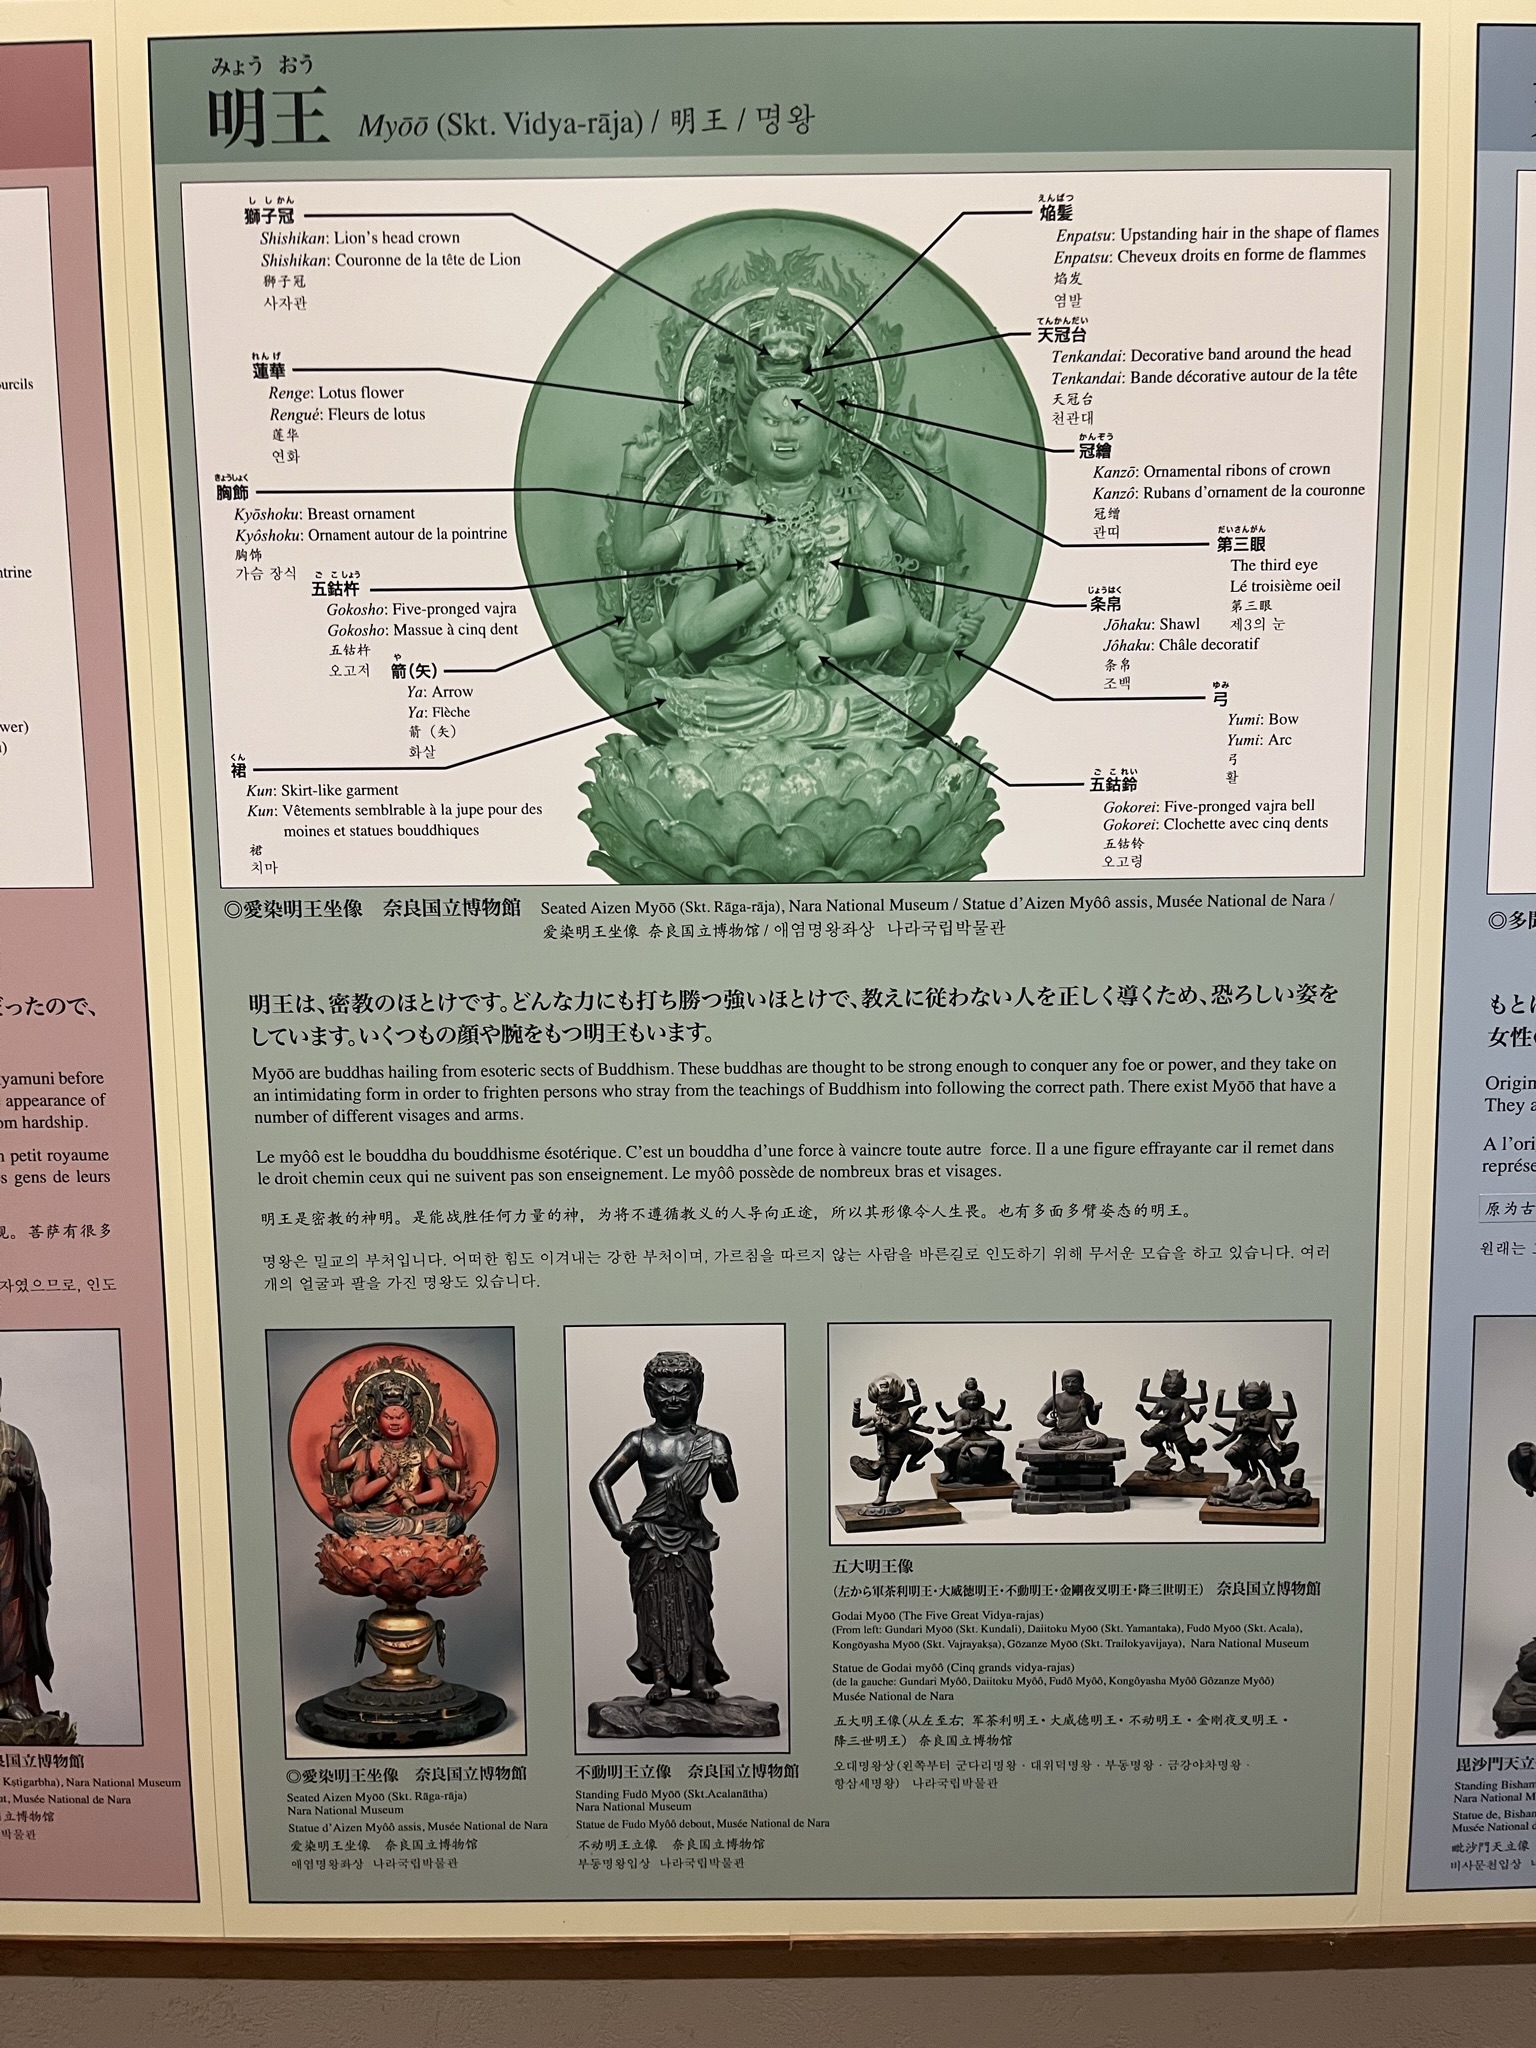 みょう おう
明王 Myōō (Skt. Vidya-rāja) / 明王 / 명왕
ししかん
獅子冠
Shishikan: Lion's head crown
Shishikan: Couronne de la tête de Lion
狮子冠
사자관
れんげ
蓮華
Renge: Lotus flower
Rengué: Fleurs de lotus
莲华
연화
きょうしょく
胸飾
Kyōshoku: Breast ornament
Kyôshoku: Ornament autour de la pointrine
胸饰
가슴 장식
ごこしょう
五鈷杵
Gokosho: Five-pronged vajra
Gokosho: Massue à cinq dent
五钴杵
오고저
や
箭(矢)
Ya: Arrow
Ya: Flèche
箭（矢）
화살
くん
裙
Kun: Skirt-like garment
Kun: Vêtements semblrable à la jupe pour des
moines et statues bouddhiques
裙
치마
えんぱつ
焔髪
Enpatsu: Upstanding hair in the shape of flames
Enpatsu: Cheveux droits en forme de flammes
焰发
염발
てんかんだい
天冠台
Tenkandai: Decorative band around the head
Tenkandai: Bande décorative autour de la tête
天冠台
천관대
かんぞう
冠繒
Kanzō: Ornamental ribons of crown
Kanzô: Rubans d'ornament de la couronne
冠缯
관띠
だいさんがん
第三眼
The third eye
Lé troisième oeil
第三眼
제3의 눈
じょうはく
条帛
Jōhaku: Shawl
Jôhaku: Châle decoratif
条帛
조백
ゆみ
弓
Yumi: Bow
Yumi: Arc
弓
활
ごこれい
五鈷鈴
Gokorei: Five-pronged vajra bell
Gokorei: Clochette avec cinq dents
五钴铃
오고령
◎愛染明王坐像 奈良国立博物館 Seated Aizen Myōō (Skt. Rāga-rāja), Nara National Museum / Statue d'Aizen Myôô assis, Musée National de Nara /
爱染明王坐像 奈良国立博物馆 / 애염명왕좌상 나라국립박물관
明王は、密教のほとけです。どんな力にも打ち勝つ強いほとけで、教えに従わない人を正しく導くため、恐ろしい姿を
しています。いくつもの顔や腕をもつ明王もいます。
Myōō are buddhas hailing from esoteric sects of Buddhism. These buddhas are thought to be strong enough to conquer any foe or power, and they take on
an intimidating form in order to frighten persons who stray from the teachings of Buddhism into following the correct path. There exist Myōō that have a
number of different visages and arms.
Le myôô est le bouddha du bouddhisme ésotérique. C'est un bouddha d'une force à vaincre toute autre force. Il a une figure effrayante car il remet dans
le droit chemin ceux qui ne suivent pas son enseignement. Le myôô possède de nombreux bras et visages.
明王是密教的神明。是能战胜任何力量的神，为将不遵循教义的人导向正途，所以其形像令人生畏。也有多面多臂姿态的明王。
명왕은 밀교의 부처입니다. 어떠한 힘도 이겨내는 강한 부처이며, 가르침을 따르지 않는 사람을 바른길로 인도하기 위해 무서운 모습을 하고 있습니다. 여러
개의 얼굴과 팔을 가진 명왕도 있습니다.
◎愛染明王坐像 奈良国立博物館
Seated Aizen Myōō (Skt. Rāga-rāja)
Nara National Museum
Statue d'Aizen Myôô assis, Musée National de Nara
爱染明王坐像 奈良国立博物馆
애염명왕좌상 나라국립박물관
不動明王立像 奈良国立博物館
Standing Fudō Myōō (Skt.Acalanātha)
Nara National Museum
Statue de Fudo Myôô debout, Musée National de Nara
不动明王立像 奈良国立博物馆
부동명왕입상 나라국립박물관
五大明王像
(左から軍荼利明王・大威徳明王・不動明王・金剛夜叉明王・降三世明王) 奈良国立博物館
Godai Myōō (The Five Great Vidya-rajas)
(From left: Gundari Myōō (Skt. Kundali), Daiitoku Myōō (Skt. Yamantaka), Fudō Myōō (Skt. Acala),
Kongōyasha Myōō (Skt. Vajrayakṣa), Gōzanze Myōō (Skt. Trailokyavijaya), Nara National Museum
Statue de Godai myôô (Cinq grands vidya-rajas)
(de la gauche: Gundari Myôô, Daiitoku Myôô, Fudô Myôô, Kongôyasha Myôô Gôzanze Myôô)
Musée National de Nara
五大明王像(从左至右: 军荼利明王・大威德明王・不动明王・金刚夜叉明王・
降三世明王) 奈良国立博物馆
오대명왕상(왼쪽부터 군다리명왕・대위덕명왕・부동명왕・금강야차명왕・
항삼세명왕) 나라국립박물관
urcils
ntrine
wer)
だったので、
yamuni before
appearance of
om hardship.
petit royaume
s gens de leurs
菩萨有很多
자였으므로, 인도
良国立博物館
Kṣtigarbha), Nara National Museum
ut, Musée National de Nara
立博物馆
박물관
◎多聞
もとは
女性の
Origin
They a
A l'ori
représe
原为古
원래는
毘沙門天立
Standing Bisham
Nara National M
Statue de, Bisham
Musée National d
毗沙門天立像
비사문천입상